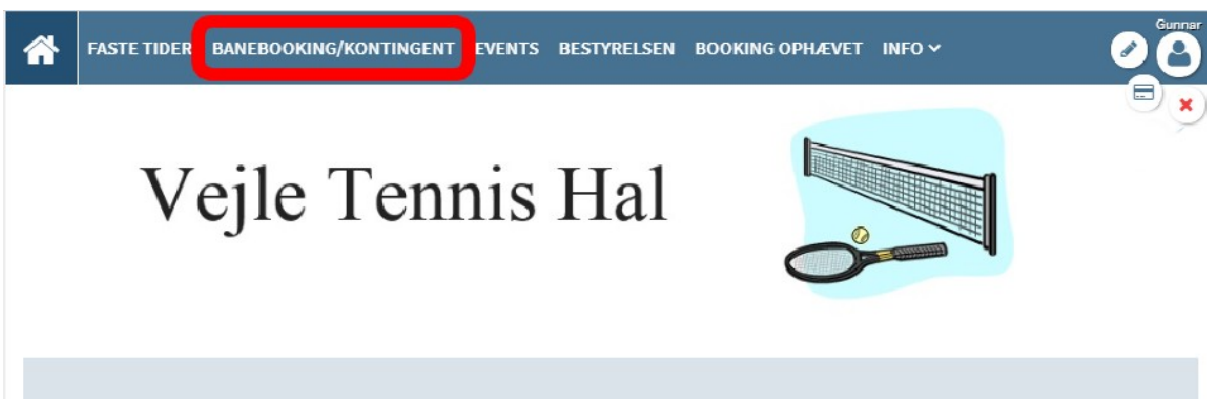 Gunnar
FASTE TIDER BANEBOOKING/KONTINGENT EVENTS BESTYRELSEN BOOKING OPHÆVET INFO
Vejle Tennis Hal